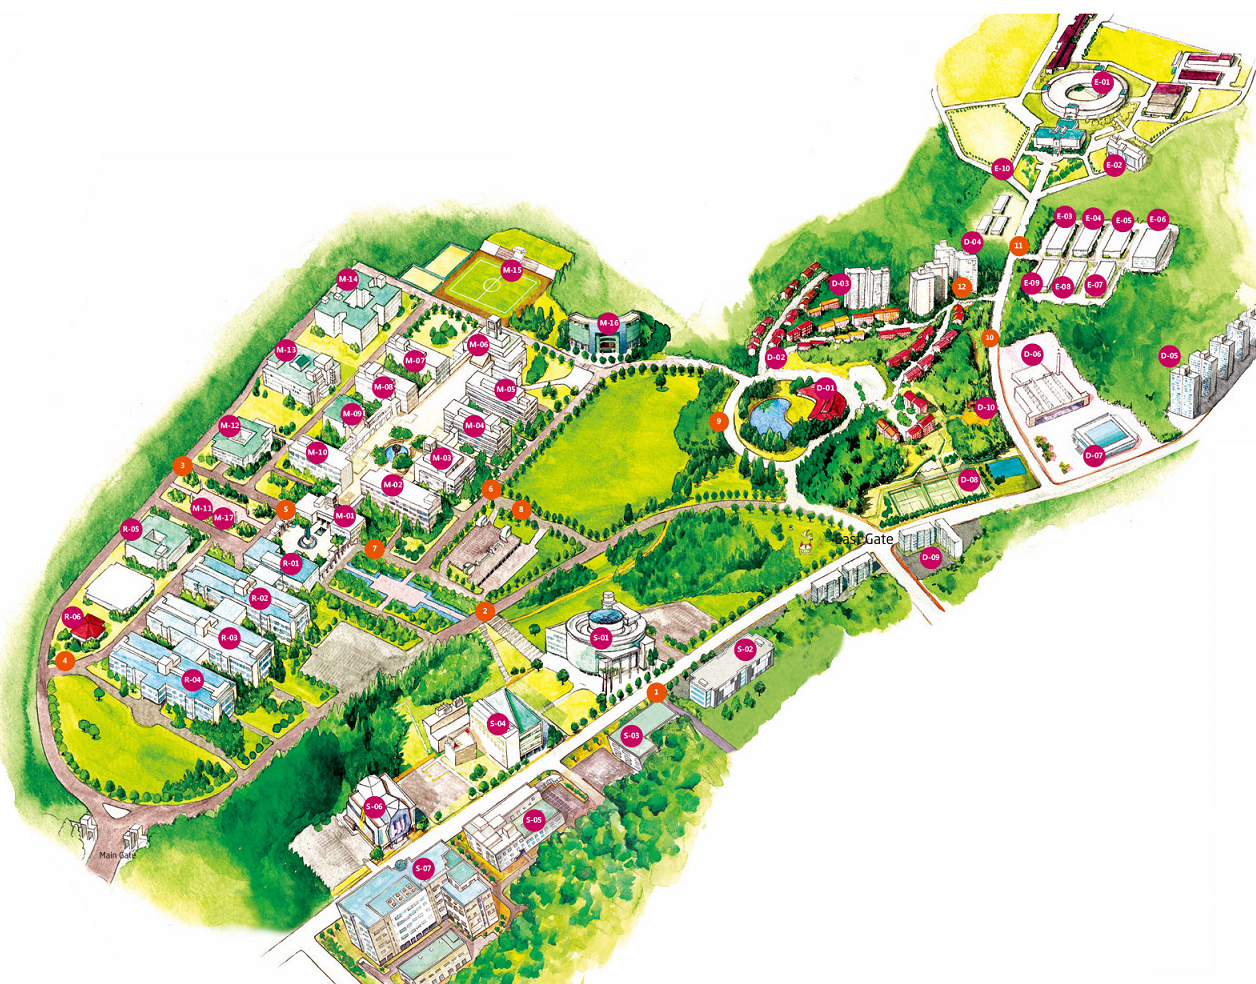 E-01
E-02
E-10
E-03
E-04
E-05
E-06
D-04
11
M-15
M-14
D-03
12
E-09
E-08
E-07
M-16
10
M-13
M-06
M-07
D-02
D-06
D-05
M-08
M-05
D-01
M-09
D-10
M-12
M-04
9
M-10
M-03
D-07
3
M-02
6
D-08
M-11
M-17
5
M-01
8
R-05
7
East Gate
D-09
R-01
R-02
2
R-06
R-03
S-01
S-02
4
R-04
1
S-04
S-03
S-06
S-05
Main Gate
S-07